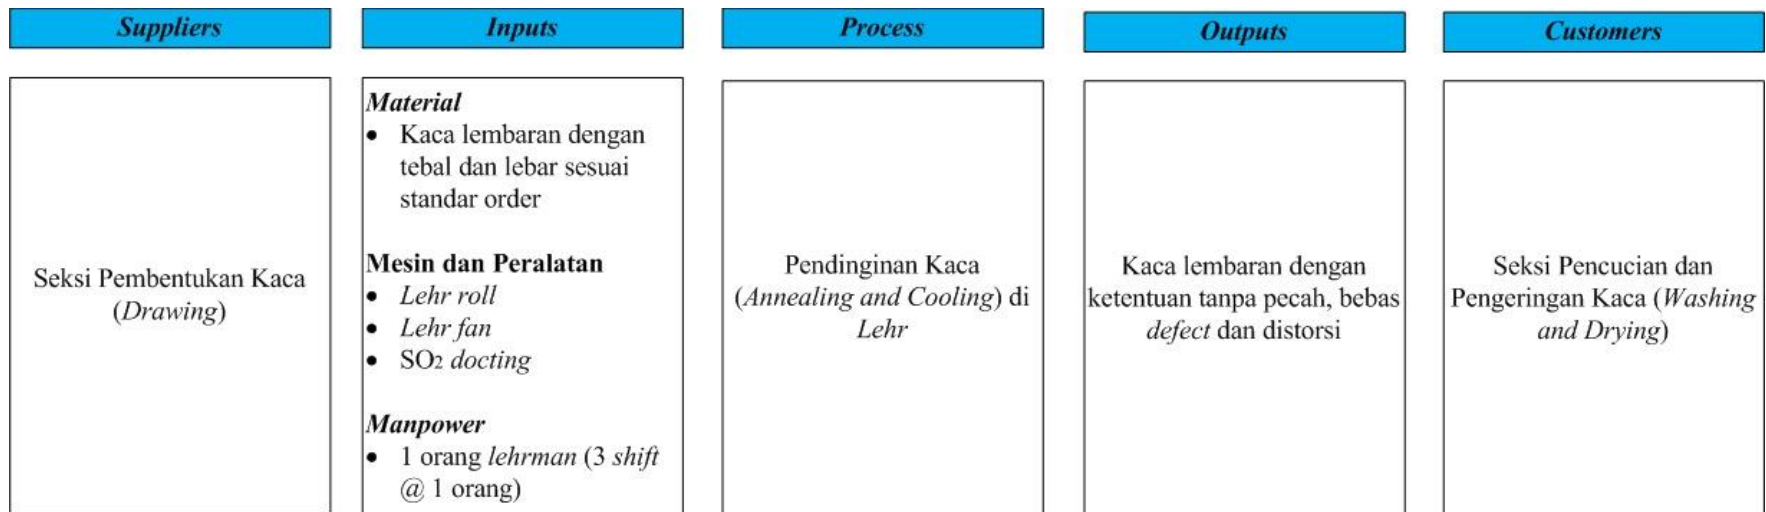 Suppliers
Inputs
Process
Outputs
Customers
Seksi Pembentukan Kaca
(Drawing)
Material
• Kaca lembaran dengan
tebal dan lebar sesuai
standar order
Mesin dan Peralatan
• Lehr roll
• Lehr fan
• SO2 docting
Manpower
• 1 orang lehrman (3 shift
@ 1 orang)
Pendinginan Kaca
(Annealing and Cooling) di
Lehr
Kaca lembaran dengan
ketentuan tanpa pecah, bebas
defect dan distorsi
Seksi Pencucian dan
Pengeringan Kaca (Washing
and Drying)